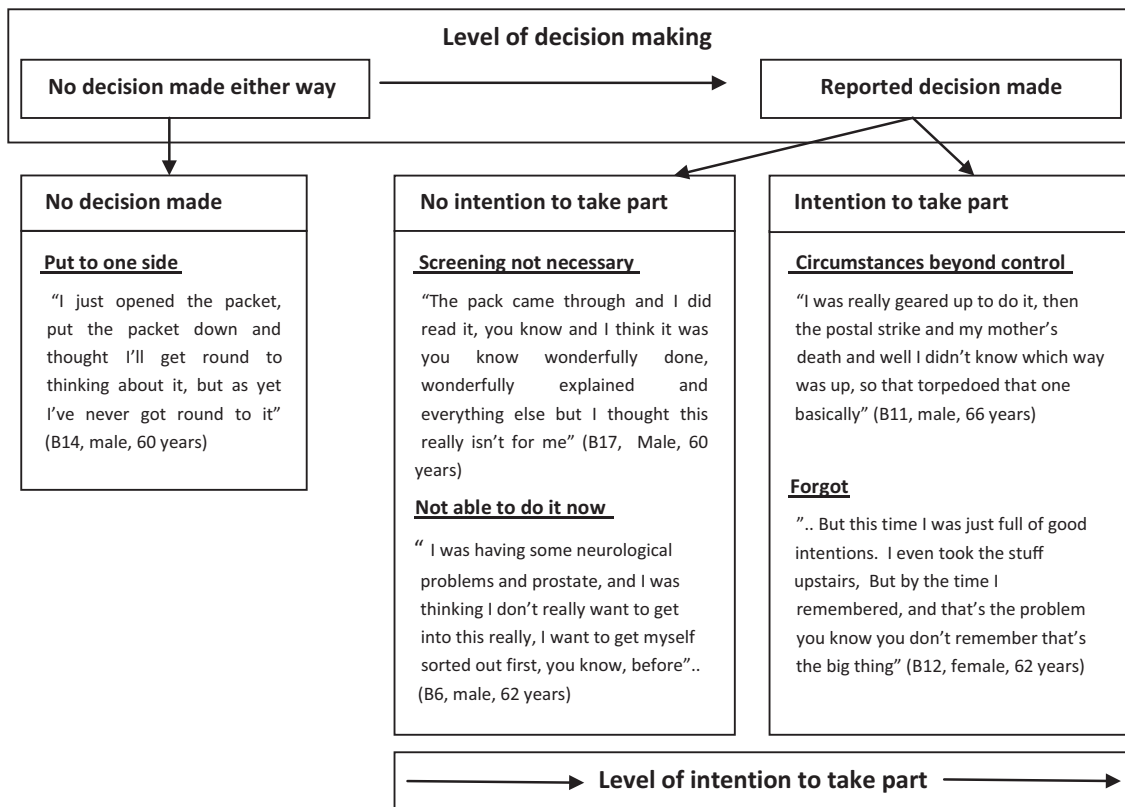 Level of decision making
No decision made either way
Reported decision made
No decision made
Put to one side
“I just opened the packet,
put the packet down and
thought I’ll get round to
thinking about it, but as yet
I’ve never got round to it”
(B14, male, 60 years)
No intention to take part
Screening not necessary
“The pack came through and I did
read it, you know and I think it was
you know wonderfully done,
wonderfully explained and
everything else but I thought this
really isn’t for me” (B17, Male, 60
years)
Not able to do it now
“ I was having some neurological
problems and prostate, and I was
thinking I don’t really want to get
into this really, I want to get myself
sorted out first, you know, before”..
(B6, male, 62 years)
Intention to take part
Circumstances beyond control
“I was really geared up to do it, then
the postal strike and my mother’s
death and well I didn’t know which way
was up, so that torpedoed that one
basically” (B11, male, 66 years)
Forgot
”.. But this time I was just full of good
intentions. I even took the stuff
upstairs, But by the time I
remembered, and that’s the problem
you know you don’t remember that’s
the big thing” (B12, female, 62 years)
Level of intention to take part